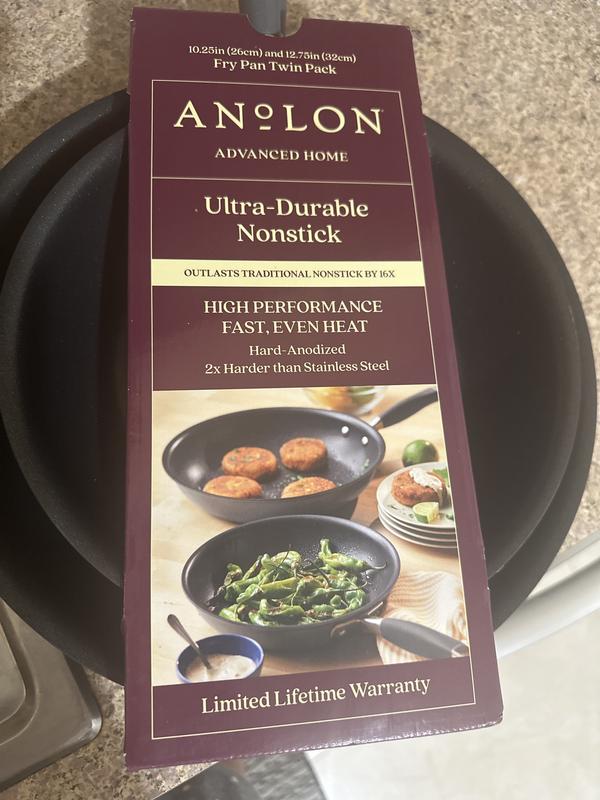 10.25in (26cm) and 12.75in (32cm)
Fry Pan Twin Pack
ANOLON
ADVANCED HOME
Ultra-Durable
Nonstick
OUTLASTS TRADITIONAL NONSTICK BY 16X
HIGH PERFORMANCE
FAST, EVEN HEAT
Hard-Anodized
2x Harder than Stainless Steel
Limited Lifetime Warranty